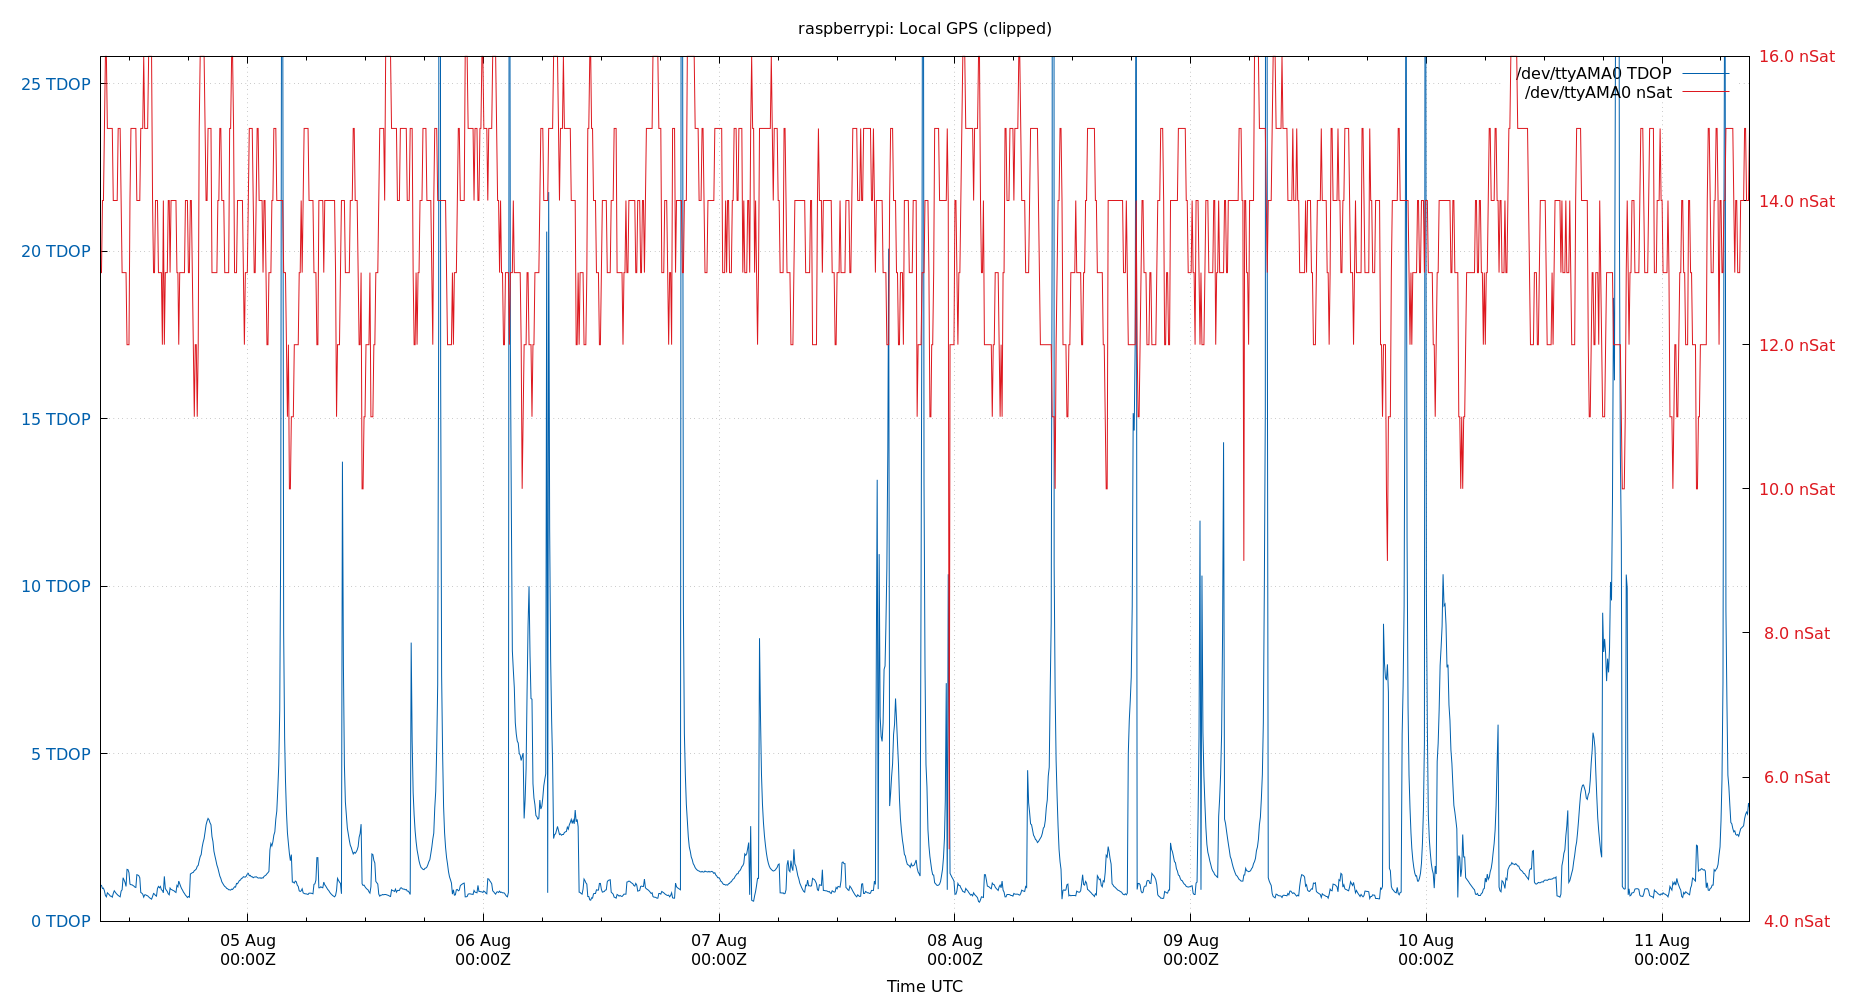 raspberrypi: Local GPS (clipped)
25 TDOP
20 TDOP
15 TDOP
10 TDOP
5 TDOP
0 TDOP
16.0 nSat
14.0 nSat
12.0 nSat
10.0 nSat
8.0 nSat
6.0 nSat
4.0 nSat
/dev/ttyAMA0 TDOP
/dev/ttyAMA0 nSat
05 Aug
00:00Z
06 Aug
00:00Z
07 Aug
00:00Z
08 Aug
00:00Z
09 Aug
00:00Z
10 Aug
00:00Z
11 Aug
00:00Z
Time UTC